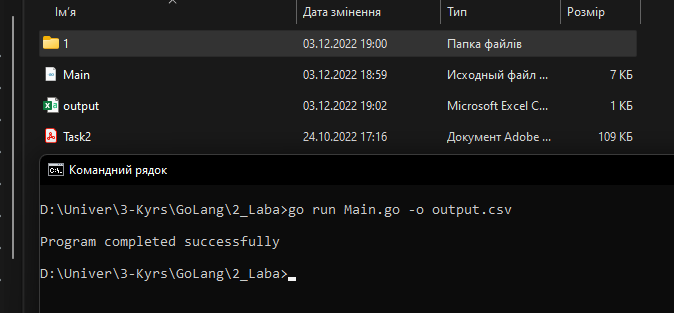 Ім'я Дата змінення Тип Розмір
1 03.12.2022 19:00 Папка файлів
Main 03.12.2022 18:59 Исходный файл ... 7 КБ
output 03.12.2022 19:02 Microsoft Excel C... 1 КБ
Task2 24.10.2022 17:16 Документ Adobe ... 109 КБ
Командний рядок
D:\Univer\3-Kyrs\GoLang\2_Laba>go run Main.go -o output.csv
Program completed successfully
D:\Univer\3-Kyrs\GoLang\2_Laba>